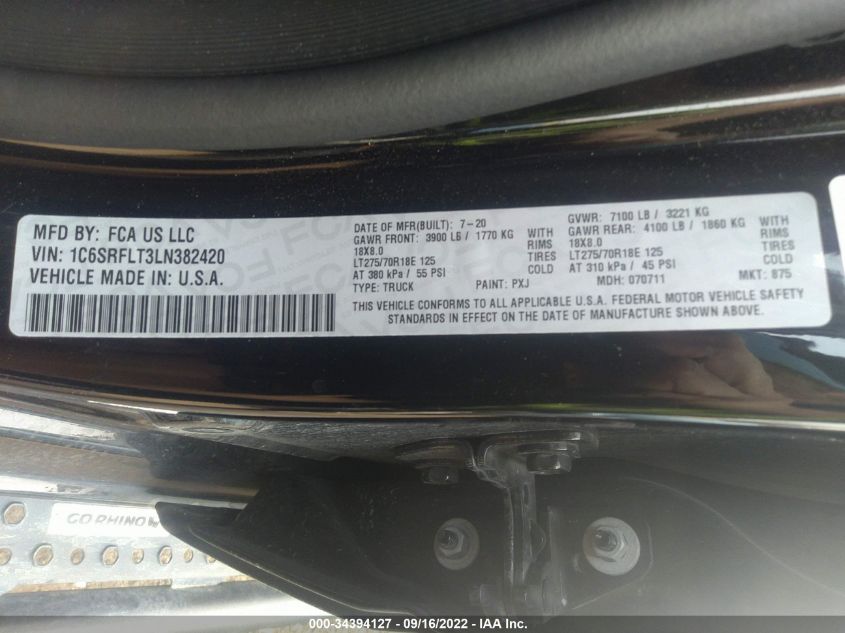 MFD BY: FCA US LLC
VIN: 1C6SRFLT3LN382420
VEHICLE MADE IN: U.S.A.
DATE OF MFR(BUILT): 7-20
GAWR FRONT: 3900 LB / 1770 KG WITH
18X8.0 RIMS
LT275/70R18E 125 TIRES
AT 380 kPa / 55 PSI COLD
TYPE: TRUCK PAINT: PXJ
GVWR: 7100 LB / 3221 KG
GAWR REAR: 4100 LB / 1860 KG WITH
18X8.0 RIMS
LT275/70R18E 125 TIRES
AT 310 kPa / 45 PSI COLD
MDH: 070711 MKT: 875
THIS VEHICLE CONFORMS TO ALL APPLICABLE U.S.A. FEDERAL MOTOR VEHICLE SAFETY
STANDARDS IN EFFECT ON THE DATE OF MANUFACTURE SHOWN ABOVE.
GO RHINO
000-34394127 - 09/16/2022 - IAA Inc.